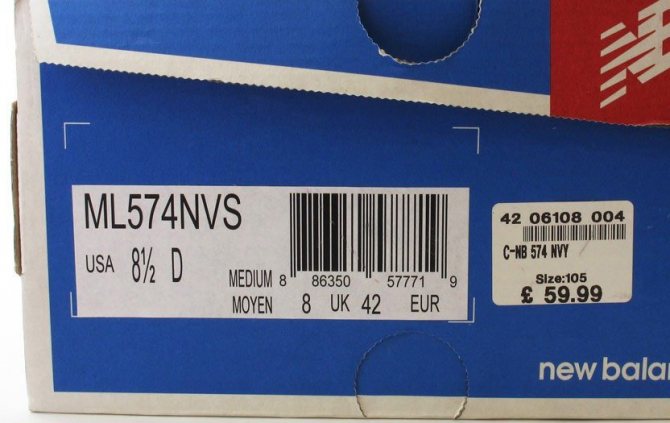 ML574NVS
USA 8½ D
MEDIUM 8 86350 57771 9
MOYEN 8 UK 42 EUR
42 06108 004
C-NB 574 NVY
Size:105
£ 59.99
new balan